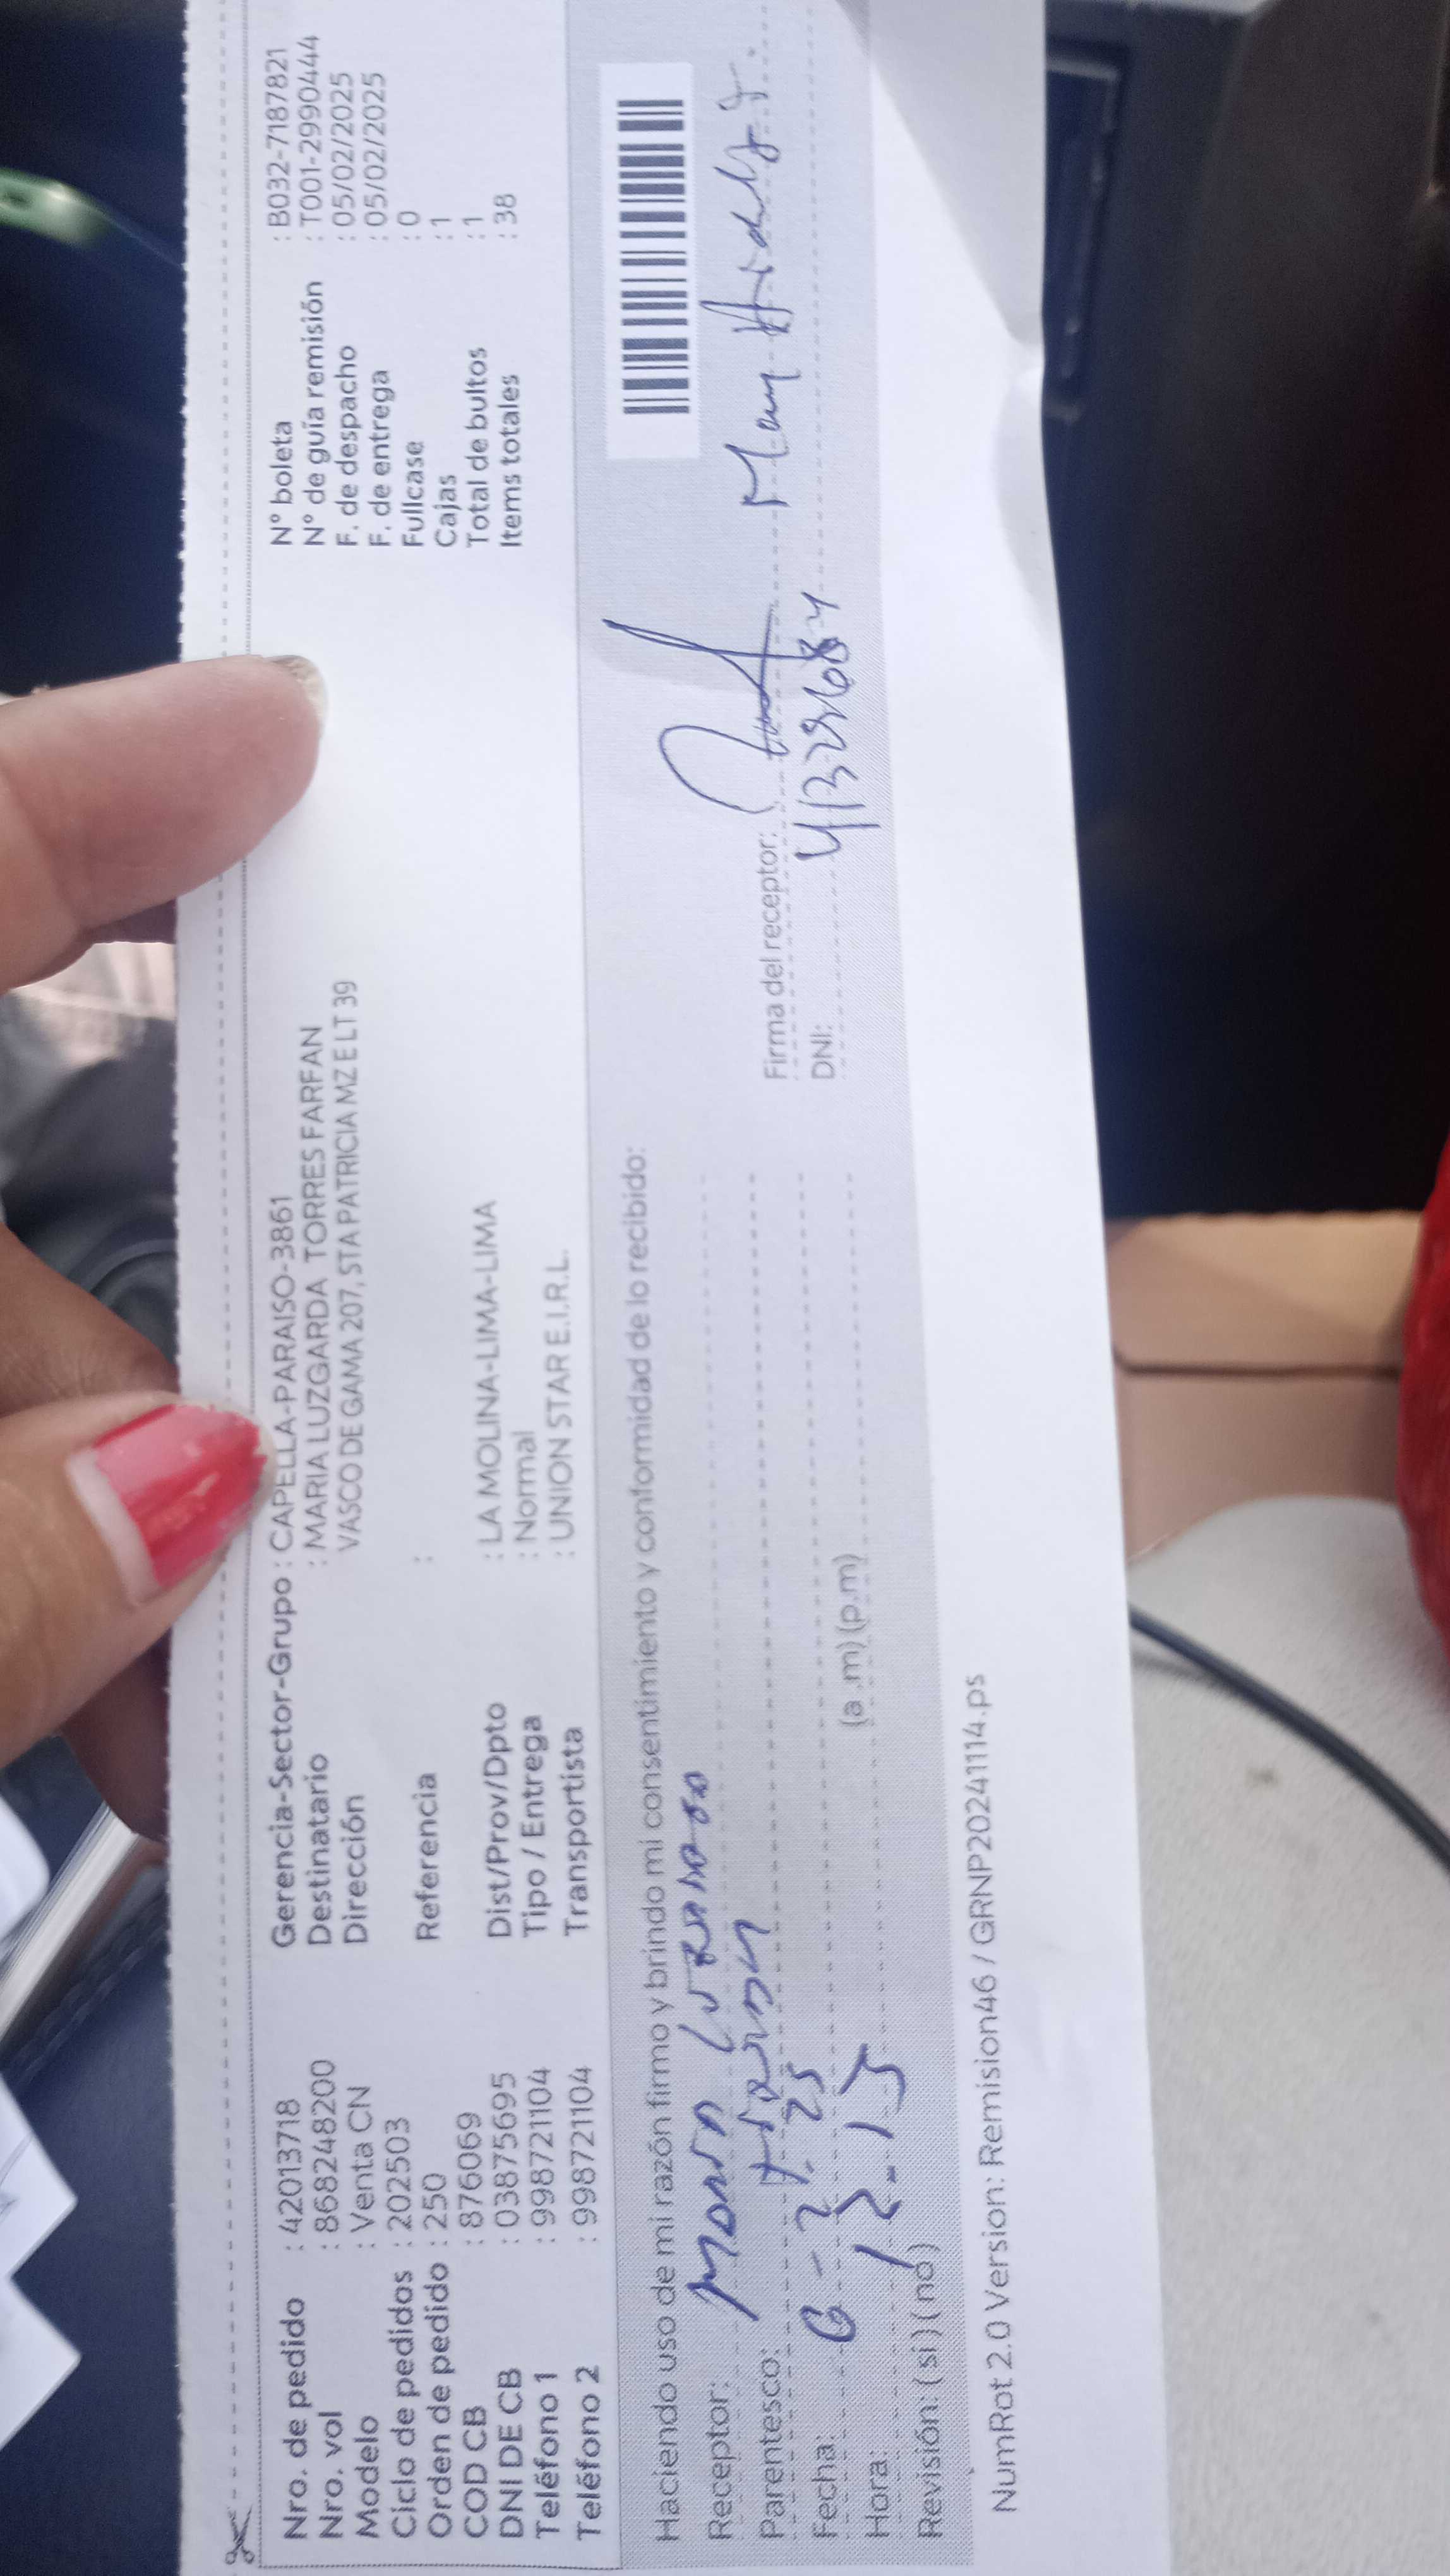 Nro. de pedido : 42013718
Nro. vol : 868248200
Modelo : Venta CN
Ciclo de pedidos : 202503
Orden de pedido : 250
COD CB : 876069
DNI DE CB : 03875695
Teléfono 1 : 998721104
Teléfono 2 : 998721104
Gerencia-Sector-Grupo : CAPELLA-PARAISO-3861
Destinatario : MARIA LUZGARDA TORRES FARFAN
Dirección VASCO DE GAMA 207, STA PATRICIA MZ E LT 39
Referencia :
Dist/Prov/Dpto : LA MOLINA-LIMA-LIMA
Tipo / Entrega : Normal
Transportista : UNION STAR E.I.R.L.
N° boleta : B032-7187821
N° de guía remisión : T001-2990444
F. de despacho : 05/02/2025
F. de entrega : 05/02/2025
Fullcase : 0
Cajas : 1
Total de bultos : 1
Items totales : 38
Haciendo uso de mi razón firmo y brindo mi consentimiento y conformidad de lo recibido:
Receptor:
Parentesco:
Fecha: 6-2-25
Hora: 12-15 (a.m) (p.m)
Revisión: (si) (no)
Firma del receptor:
DNI:
NumRot 2.0 Version: Remision46 / GRNP20241114.ps